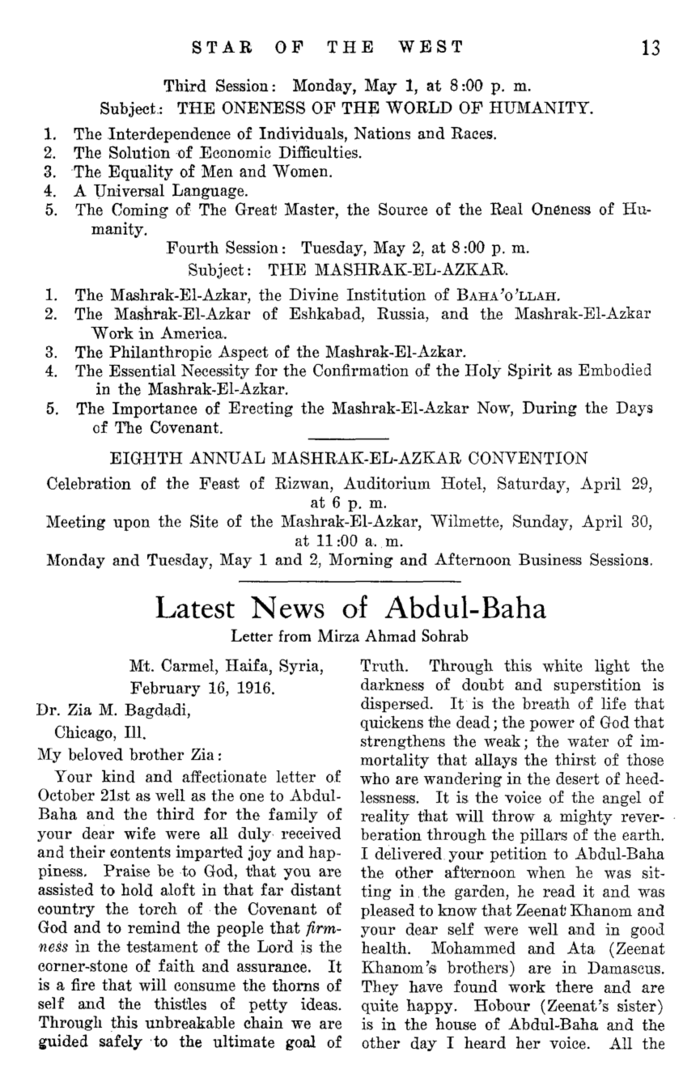 STAR OF THE WEST 13
Third Session: Monday, May 1, at 8:00 p. m.
Subject: THE ONENESS OF THE WORLD OF HUMANITY.
1. The Interdependence of Individuals, Nations and Races.
2. The Solution of Economic Difficulties.
3. The Equality of Men and Women.
4. A Universal Language.
5. The Coming of The Great Master, the Source of the Real Oneness of Hu-
manity.
Fourth Session: Tuesday, May 2, at 8:00 p. m.
Subject: THE MASHRAK-EL-AZKAR.
1. The Mashrak-El-Azkar, the Divine Institution of BAHA'O'LLAH.
2. The Mashrak-El-Azkar of Eshkabad, Russia, and the Mashrak-El-Azkar
Work in America.
3. The Philanthropic Aspect of the Mashrak-El-Azkar.
4. The Essential Necessity for the Confirmation of the Holy Spirit as Embodied
in the Mashrak-El-Azkar.
5. The Importance of Erecting the Mashrak-El-Azkar Now, During the Days
of The Covenant.
EIGHTH ANNUAL MASHRAK-EL-AZKAR CONVENTION
Celebration of the Feast of Rizwan, Auditorium Hotel, Saturday, April 29,
at 6 p. m.
Meeting upon the Site of the Mashrak-El-Azkar, Wilmette, Sunday, April 30,
at 11:00 a. m.
Monday and Tuesday, May 1 and 2, Morning and Afternoon Business Sessions.
Latest News of Abdul-Baha
Letter from Mirza Ahmad Sohrab
Mt. Carmel, Haifa, Syria,
February 16, 1916.
Dr. Zia M. Bagdadi,
Chicago, Ill.
My beloved brother Zia:
Your kind and affectionate letter of
October 21st as well as the one to Abdul-
Baha and the third for the family of
your dear wife were all duly received
and their contents imparted joy and hap-
piness. Praise be to God, that you are
assisted to hold aloft in that far distant
country the torch of the Covenant of
God and to remind the people that firm-
ness in the testament of the Lord is the
corner-stone of faith and assurance. It
is a fire that will consume the thorns of
self and the thistles of petty ideas.
Through this unbreakable chain we are
guided safely to the ultimate goal of
Truth. Through this white light the
darkness of doubt and superstition is
dispersed. It is the breath of life that
quickens the dead; the power of God that
strengthens the weak; the water of im-
mortality that allays the thirst of those
who are wandering in the desert of heed-
lessness. It is the voice of the angel of
reality that will throw a mighty rever-
beration through the pillars of the earth.
I delivered your petition to Abdul-Baha
the other afternoon when he was sit-
ting in the garden, he read it and was
pleased to know that Zeenat Khanom and
your dear self were well and in good
health. Mohammed and Ata (Zeenat
Khanom's brothers) are in Damascus.
They have found work there and are
quite happy. Hobour (Zeenat's sister)
is in the house of Abdul-Baha and the
other day I heard her voice. All the